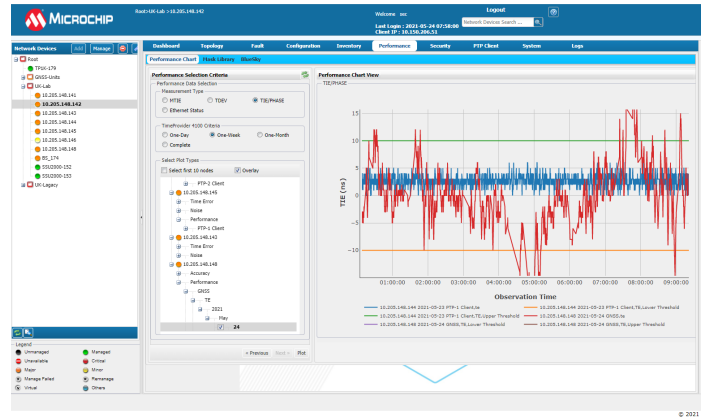 MICROCHIP
Root>UK-Lab >10.205.148.142
Welcome sec
Logout
Last Login : 2021-05-24 07:58:00
Client IP : 10.150.206.51
Network Devices Search ...
Network Devices
Add
Manage
Dashboard Topology Fault Configuration Inventory Performance Security PTP Client System Logs
Performance Chart Mask Library BlueSky
Root
TP1K-179
GNSS-Units
UK-Lab
10.205.148.141
10.205.148.142
10.205.148.143
10.205.148.144
10.205.148.145
10.205.148.146
10.205.148.148
BS_174
SSU2000-152
SSU2000-153
UK-Legacy
Legend
Unmanaged Managed
Unavailable Critical
Major Minor
Manage Failed Remanage
Virtual Others
Performance Selection Criteria
Performance Data Selection
Measurement Type
MTIE TDEV TIE/PHASE
Ethernet Status
TimeProvider 4100 Criteria
One-Day One-Week One-Month
Complete
Select Plot Types
Select first 10 nodes Overlay
PTP-2 Client
10.205.148.145
Time Error
Noise
Performance
PTP-1 Client
10.205.148.143
Time Error
Noise
10.205.148.148
Accuracy
Performance
GNSS
TE
2021
May
24
< Previous Next > Plot
Performance Chart View
TIE/PHASE
TIE (ns)
15
10
5
0
-5
-10
01:00:00 02:00:00 03:00:00 04:00:00 05:00:00 06:00:00 07:00:00 08:00:00 09:00:00
Observation Time
10.205.148.144 2021-05-23 PTP-1 Client.te
10.205.148.144 2021-05-23 PTP-1 Client,TE,Lower Threshold
10.205.148.144 2021-05-23 PTP-1 Client,TE,Upper Threshold
10.205.148.148 2021-05-24 GNSS.te
10.205.148.148 2021-05-24 GNSS,TE,Lower Threshold
10.205.148.148 2021-05-24 GNSS,TE,Upper Threshold
© 2021